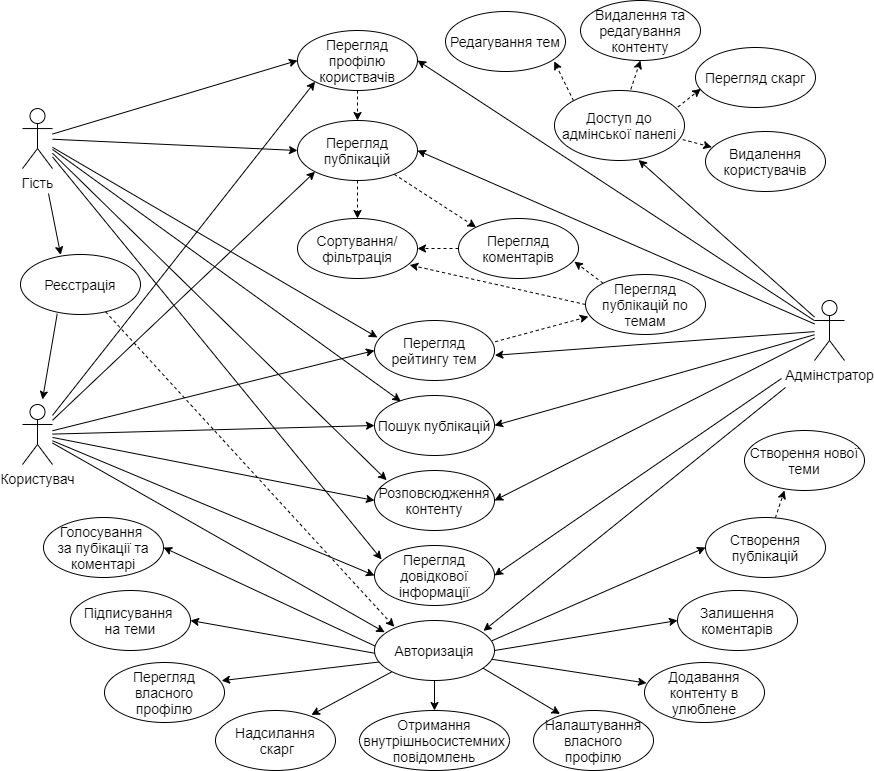 Перегляд
профілю
користвачів
Редагування тем
Видалення та
редагування
контенту
Перегляд скарг
Доступ до
адмінської панелі
Видалення
користувачів
Гість
Перегляд
публікацій
Сортування/
фільтрація
Перегляд
коментарів
Реєстрація
Перегляд
публікацій по
темам
Перегляд
рейтингу тем
Адмінстратор
Користувач
Пошук публікацій
Розповсюдження
контенту
Створення нової
теми
Голосування
за пубікації та
коментарі
Перегляд
довідкової
інформації
Створення
публікацій
Підписування
на теми
Авторизація
Залишення
коментарів
Перегляд
власного
профілю
Надсилання
скарг
Отримання
внутрішньосистемних
повідомлень
Налаштування
власного
профілю
Додавання
контенту в
улюблене